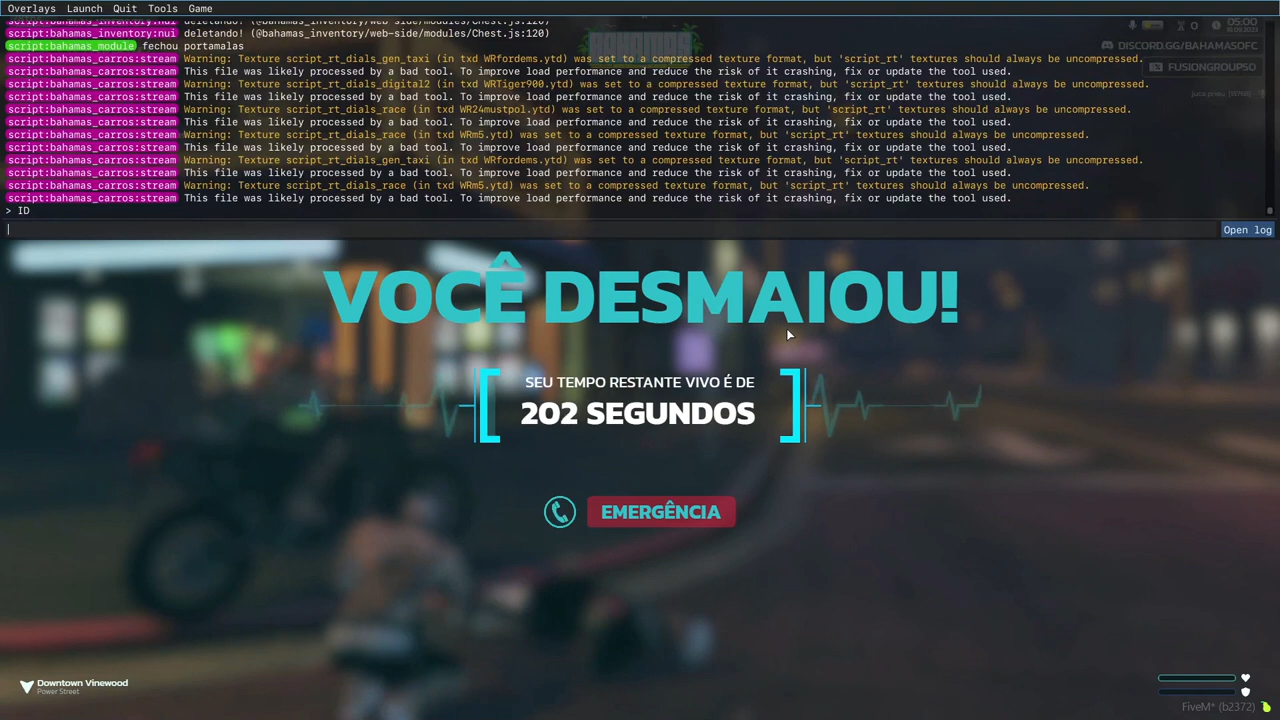 Overlays Launch Quit Tools Game
script:bahamas_inventory:nui deletando! (@bahamas_inventory/web-side/modules/Chest.js:120)
script:bahamas_inventory:nui deletando! (@bahamas_inventory/web-side/modules/Chest.js:120)
script:bahamas_module fechou portamalas
script:bahamas_carros:stream Warning: Texture script_rt_dials_gen_taxi (in txd WRfordems.ytd) was set to a compressed texture format, but 'script_rt' textures should always be uncompressed.
script:bahamas_carros:stream This file was likely processed by a bad tool. To improve load performance and reduce the risk of it crashing, fix or update the tool used.
script:bahamas_carros:stream Warning: Texture script_rt_dials_digital2 (in txd WRTiger900.ytd) was set to a compressed texture format, but 'script_rt' textures should always be uncompressed.
script:bahamas_carros:stream This file was likely processed by a bad tool. To improve load performance and reduce the risk of it crashing, fix or update the tool used.
script:bahamas_carros:stream Warning: Texture script_rt_dials_race (in txd WR24mustpool.ytd) was set to a compressed texture format, but 'script_rt' textures should always be uncompressed.
script:bahamas_carros:stream This file was likely processed by a bad tool. To improve load performance and reduce the risk of it crashing, fix or update the tool used.
script:bahamas_carros:stream Warning: Texture script_rt_dials_race (in txd WRm5.ytd) was set to a compressed texture format, but 'script_rt' textures should always be uncompressed.
script:bahamas_carros:stream This file was likely processed by a bad tool. To improve load performance and reduce the risk of it crashing, fix or update the tool used.
script:bahamas_carros:stream Warning: Texture script_rt_dials_gen_taxi (in txd WRfordems.ytd) was set to a compressed texture format, but 'script_rt' textures should always be uncompressed.
script:bahamas_carros:stream This file was likely processed by a bad tool. To improve load performance and reduce the risk of it crashing, fix or update the tool used.
script:bahamas_carros:stream Warning: Texture script_rt_dials_race (in txd WRm5.ytd) was set to a compressed texture format, but 'script_rt' textures should always be uncompressed.
script:bahamas_carros:stream This file was likely processed by a bad tool. To improve load performance and reduce the risk of it crashing, fix or update the tool used.
> ID
Open log
BAHAMAS
0 05:00
DISCORD.GG/BAHAMASOFC
FUSIONGROUP50
VOCÊ DESMAIOU!
SEU TEMPO RESTANTE VIVO É DE
202 SEGUNDOS
EMERGÊNCIA
Downtown Vinewood
Power Street
FiveM* (b2372)